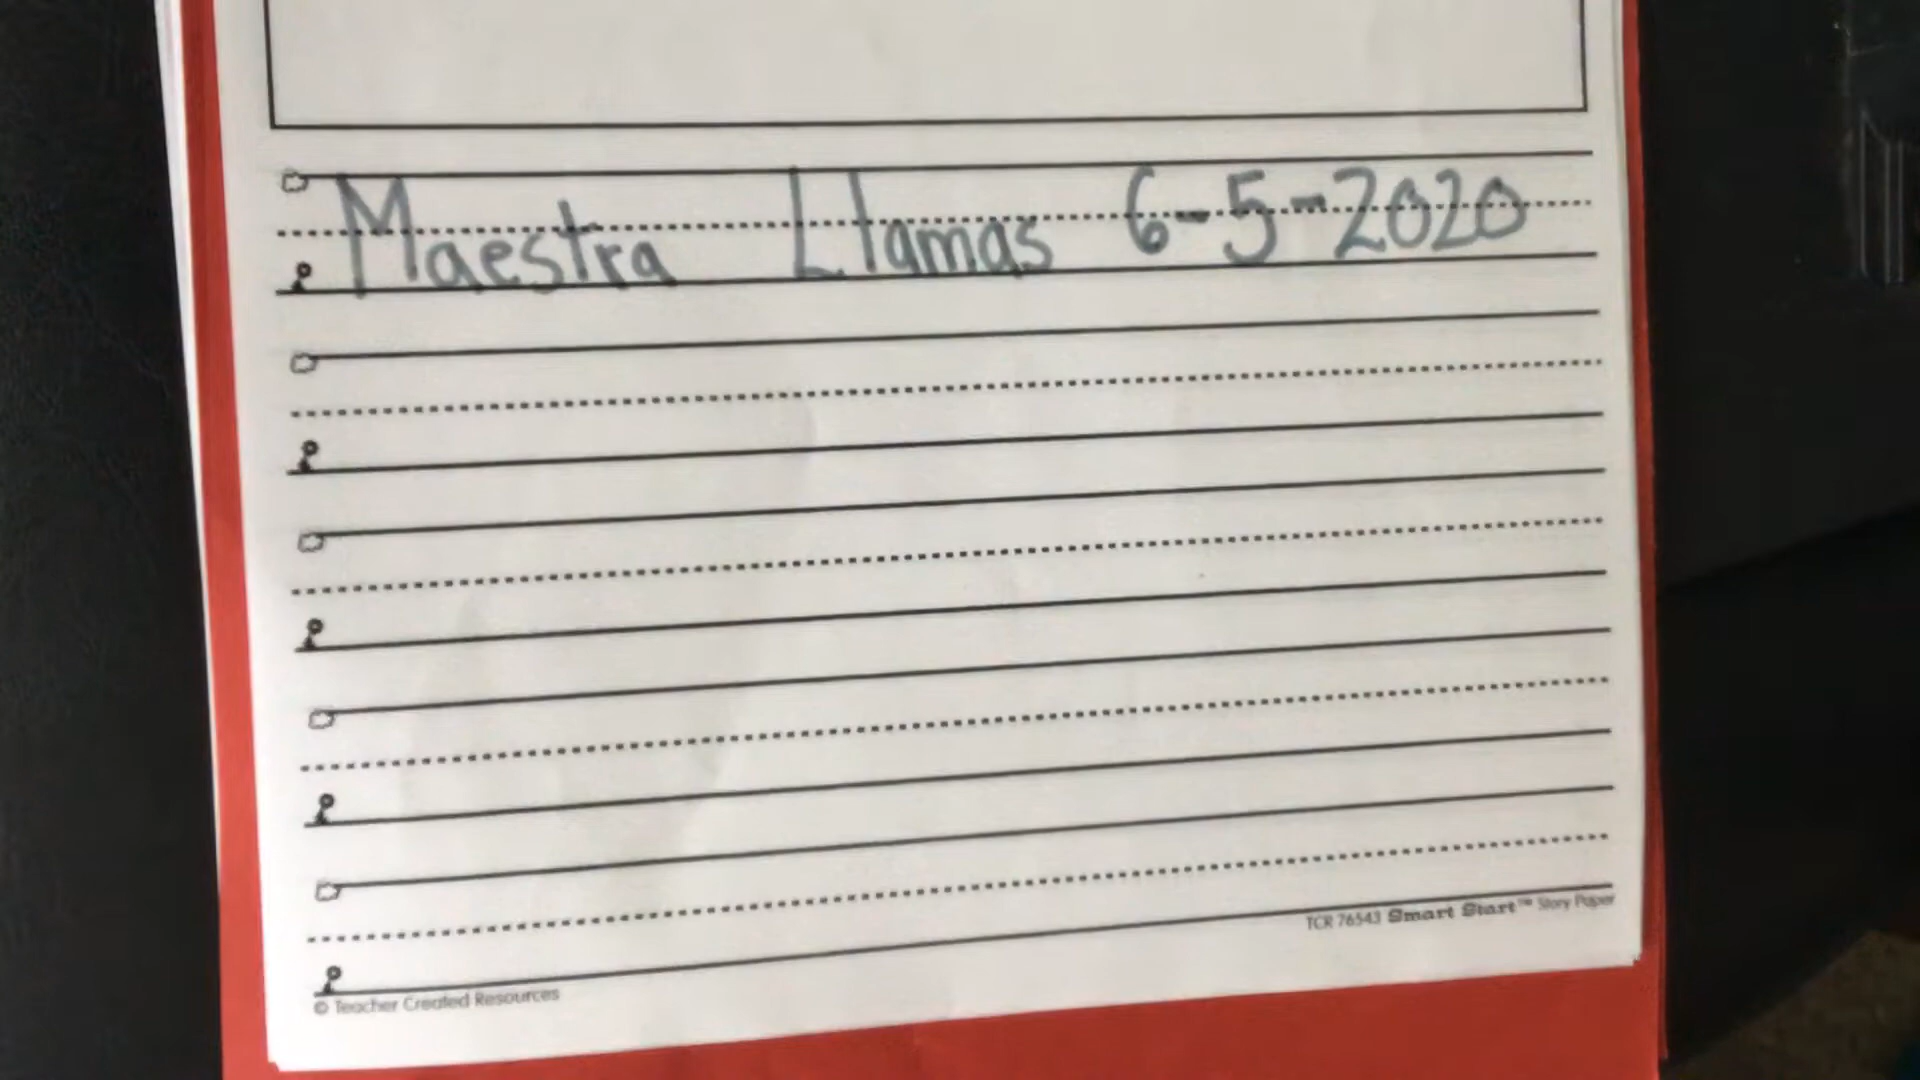 Maestra Llamas 6-5-2020
TCR 76543 Smart Start™ Story Paper
© Teacher Created Resources